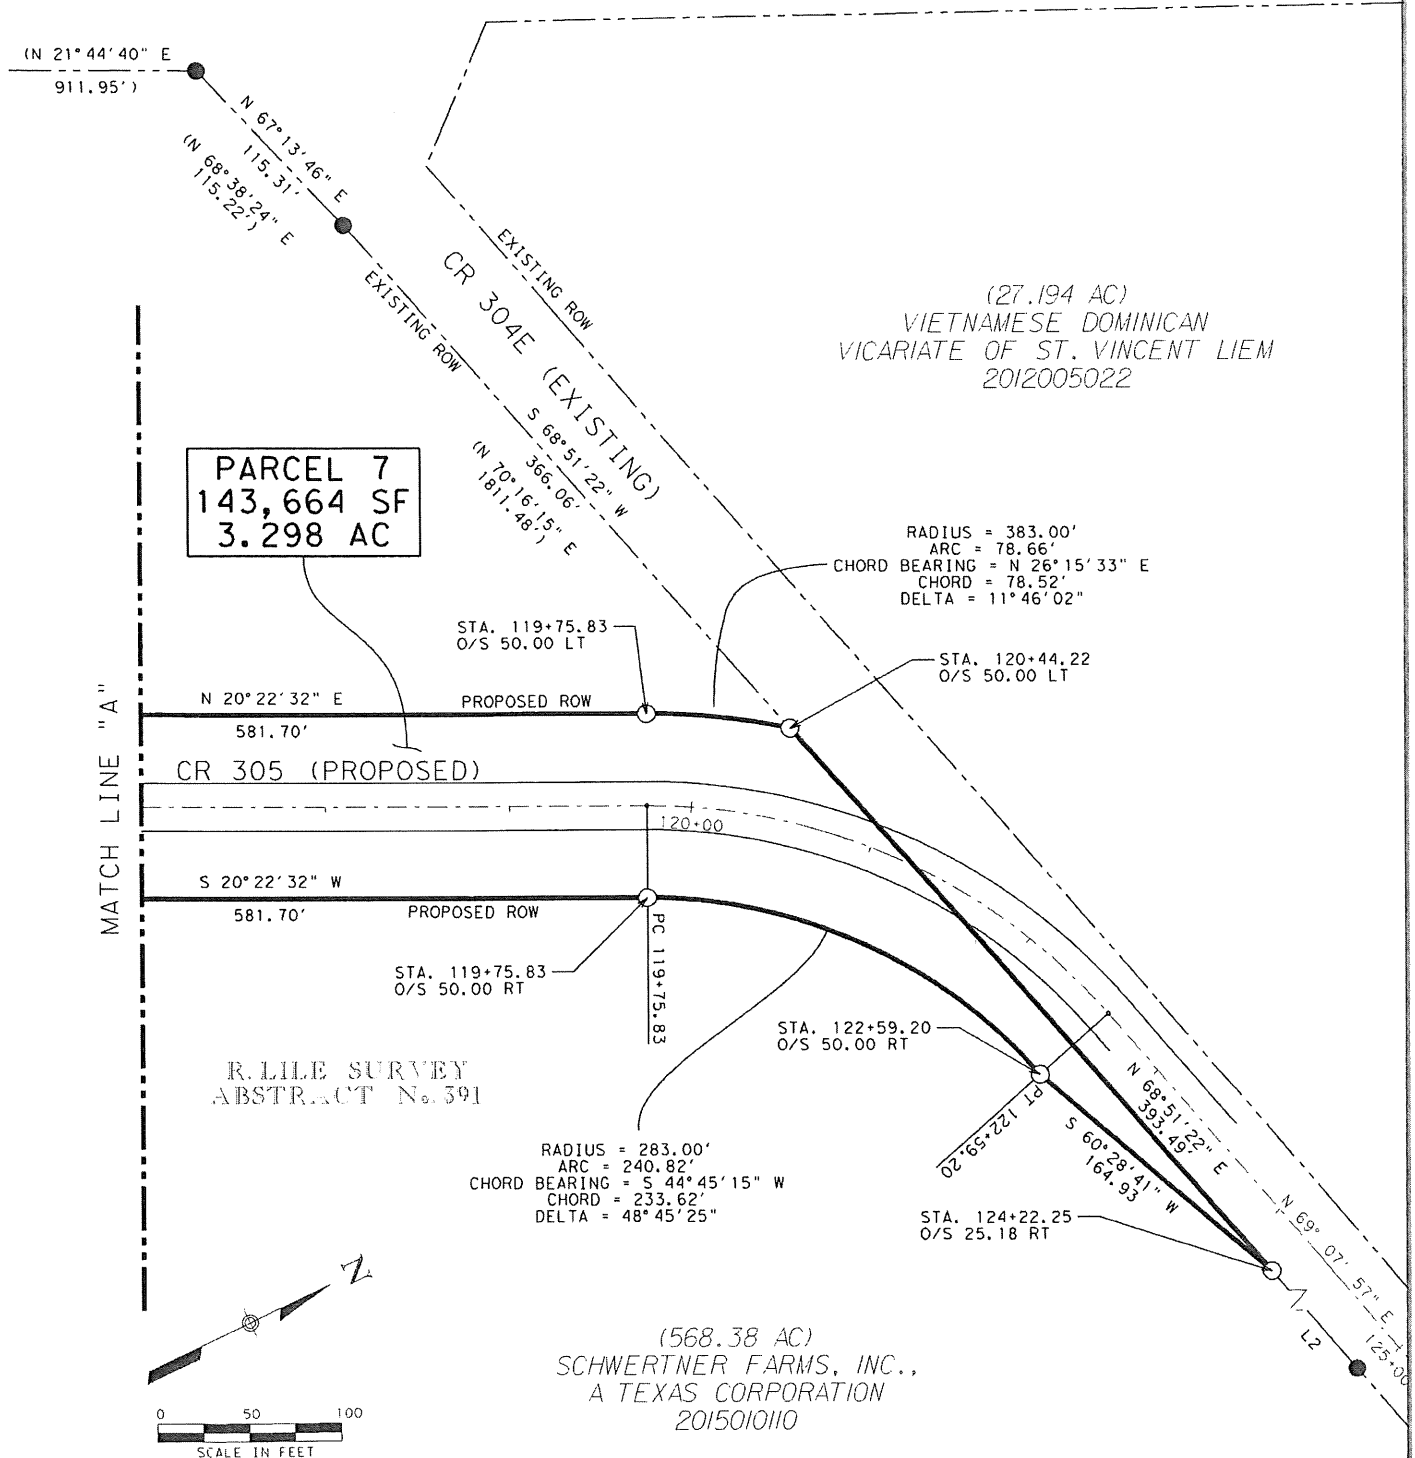 (N 21°44'40" E
911.95')
N 67°13'46" E
115.31'
(N 68°38'24" E
115.22')
EXISTING ROW
EXISTING ROW
CR 304E (EXISTING)
(27.194 AC)
VIETNAMESE DOMINICAN
VICARIATE OF ST. VINCENT LIEM
2012005022
S 68°51'22" W
366.06'
(N 70°16'15" E
1811.48')
PARCEL 7
143,664 SF
3.298 AC
RADIUS = 383.00'
ARC = 78.66'
CHORD BEARING = N 26°15'33" E
CHORD = 78.52'
DELTA = 11°46'02"
STA. 119+75.83
O/S 50.00 LT
STA. 120+44.22
O/S 50.00 LT
N 20°22'32" E
581.70'
PROPOSED ROW
MATCH LINE "A"
CR 305 (PROPOSED)
120+00
S 20°22'32" W
581.70'
PROPOSED ROW
STA. 119+75.83
O/S 50.00 RT
PC 119+75.83
STA. 122+59.20
O/S 50.00 RT
PT 122+59.20
R. LILE SURVEY
ABSTRACT No. 391
N 68°51'22" E
393.49'
S 60°28'41" W
164.93
RADIUS = 283.00'
ARC = 240.82'
CHORD BEARING = S 44°45'15" W
CHORD = 233.62'
DELTA = 48°45'25"
STA. 124+22.25
O/S 25.18 RT
N 69° 07' 57" E
125+00
L2
N
(568.38 AC)
SCHWERTNER FARMS, INC.,
A TEXAS CORPORATION
2015010110
0 50 100
SCALE IN FEET